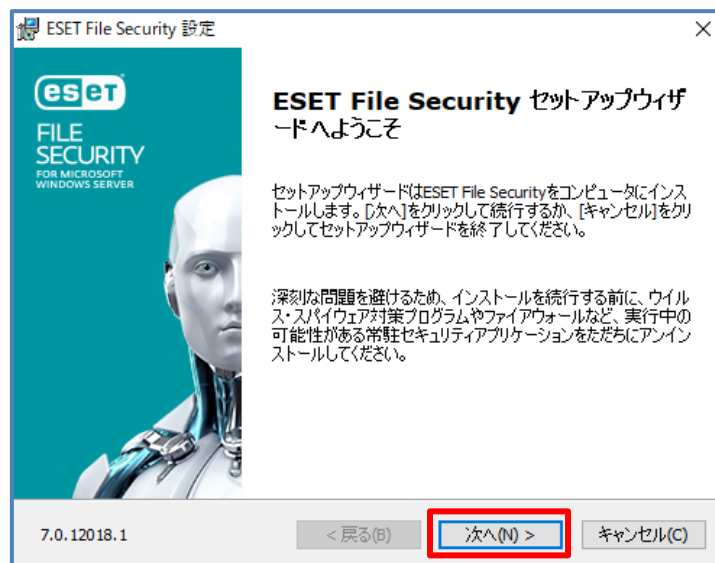 ESET File Security 設定
eset
FILE
SECURITY
FOR MICROSOFT
WINDOWS SERVER
ESET File Security セットアップウィザ
ードへようこそ
セットアップウィザードはESET File Securityをコンピュータにインス
トールします。[次へ]をクリックして続行するか、[キャンセル]をクリ
ックしてセットアップウィザードを終了してください。
深刻な問題を避けるため、インストールを続行する前に、ウイル
ス・スパイウェア対策プログラムやファイアウォールなど、実行中の
可能性がある常駐セキュリティアプリケーションをただちにアンイン
ストールしてください。
7.0.12018.1
< 戻る(B)
次へ(N) >
キャンセル(C)